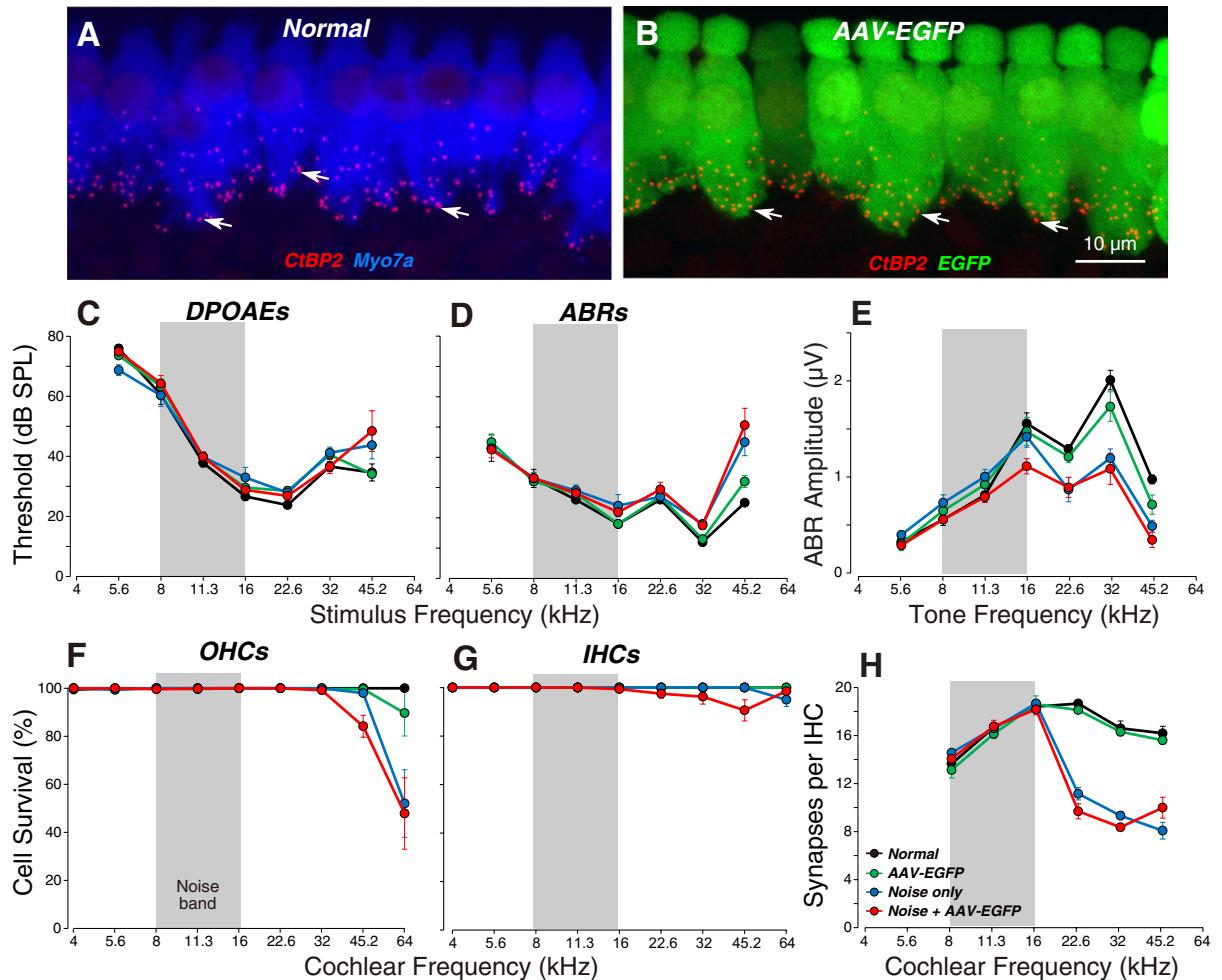 A
Normal
CtBP2 Myo7a
B
AAV-EGFP
CtBP2 EGFP
10 µm
C
DPOAEs
Threshold (dB SPL)
80
60
40
20
0
4
5.6
8
11.3
16
22.6
32
45.2
64
D
ABRs
4
5.6
8
11.3
16
22.6
32
45.2
64
Stimulus Frequency (kHz)
E
ABR Amplitude (µV)
2
1
0
4
5.6
8
11.3
16
22.6
32
45.2
64
Tone Frequency (kHz)
F
OHCs
Cell Survival (%)
100
80
60
40
20
0
Noise
band
4
5.6
8
11.3
16
22.6
32
45.2
64
G
IHCs
4
5.6
8
11.3
16
22.6
32
45.2
64
Cochlear Frequency (kHz)
H
Synapses per IHC
20
16
12
8
4
0
Normal
AAV-EGFP
Noise only
Noise + AAV-EGFP
4
5.6
8
11.3
16
22.6
32
45.2
64
Cochlear Frequency (kHz)